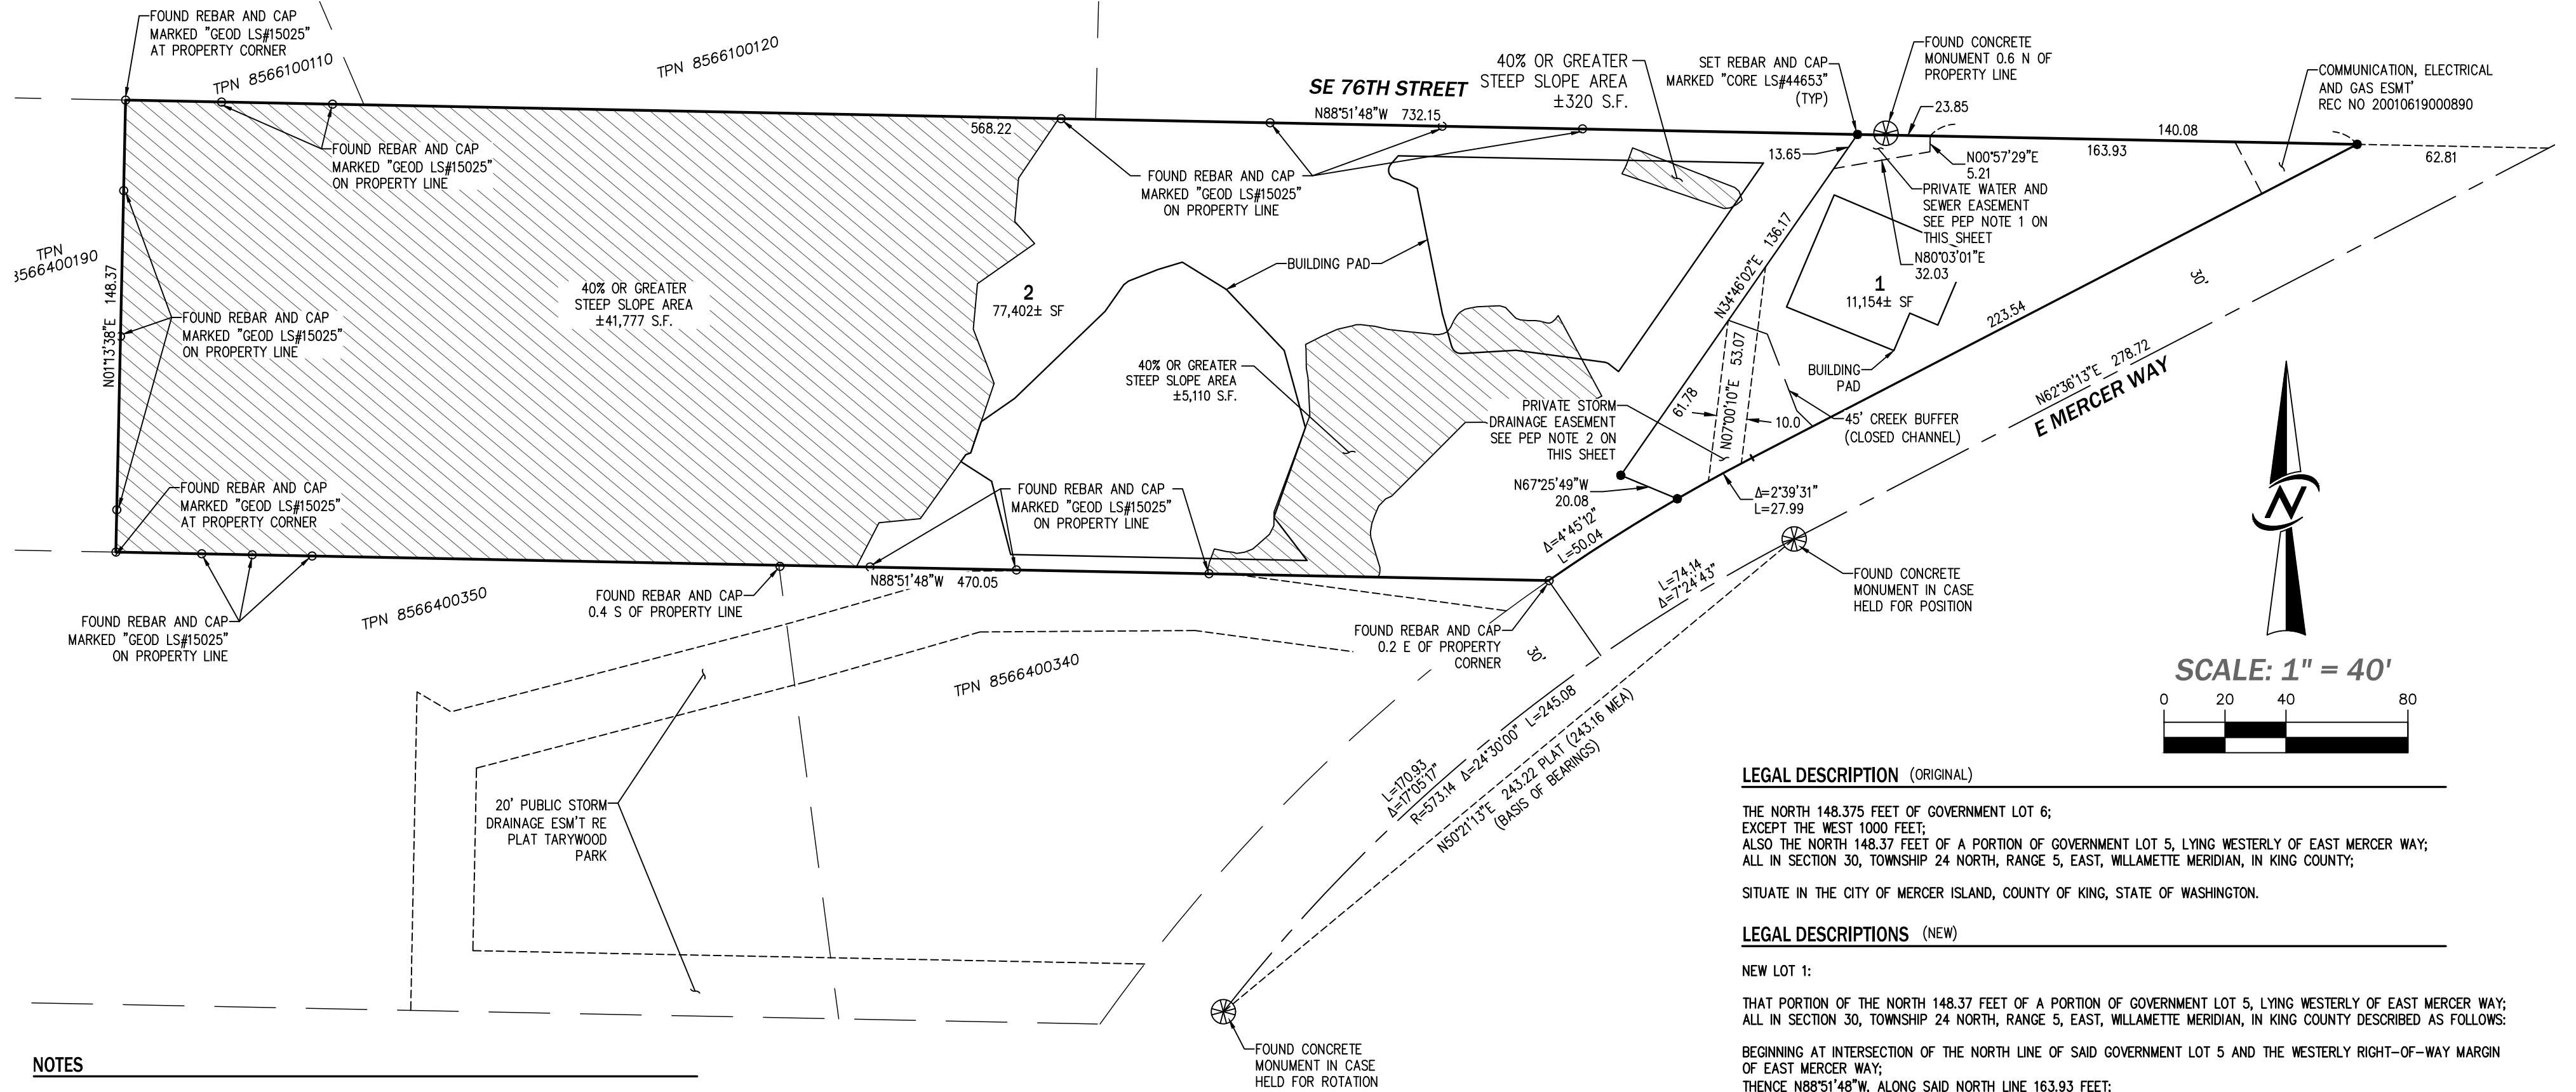 FOUND REBAR AND CAP
MARKED "GEOD LS#15025"
AT PROPERTY CORNER
TPN 8566100110
TPN 8566100120
SE 76TH STREET
40% OR GREATER
STEEP SLOPE AREA
±320 S.F.
SET REBAR AND CAP
MARKED "CORE LS#44653"
(TYP)
FOUND CONCRETE
MONUMENT 0.6 N OF
PROPERTY LINE
COMMUNICATION, ELECTRICAL
AND GAS ESMT'
REC NO 20010619000890
N88°51'48"W 732.15
568.22
23.85
140.08
163.93
62.81
13.65
N00°57'29"E
5.21
FOUND REBAR AND CAP
MARKED "GEOD LS#15025"
ON PROPERTY LINE
FOUND REBAR AND CAP
MARKED "GEOD LS#15025"
ON PROPERTY LINE
PRIVATE WATER AND
SEWER EASEMENT
SEE PEP NOTE 1 ON
THIS SHEET
N80°03'01"E
32.03
TPN
8566400190
N01°13'38"E 148.37
40% OR GREATER
STEEP SLOPE AREA
±41,777 S.F.
2
77,402± SF
BUILDING PAD
136.17
N34°46'02"E
1
11,154± SF
30'
223.54
FOUND REBAR AND CAP
MARKED "GEOD LS#15025"
ON PROPERTY LINE
40% OR GREATER
STEEP SLOPE AREA
±5,110 S.F.
BUILDING
PAD
N62°36'13"E 278.72
E MERCER WAY
61.78
N07°00'10"E 53.07
10.0
45' CREEK BUFFER
(CLOSED CHANNEL)
PRIVATE STORM
DRAINAGE EASEMENT
SEE PEP NOTE 2 ON
THIS SHEET
N67°25'49"W
20.08
Δ=2°39'31"
L=27.99
FOUND REBAR AND CAP
MARKED "GEOD LS#15025"
AT PROPERTY CORNER
FOUND REBAR AND CAP
MARKED "GEOD LS#15025"
ON PROPERTY LINE
Δ=4°45'12"
L=50.04
N88°51'48"W 470.05
FOUND REBAR AND CAP
0.4 S OF PROPERTY LINE
TPN 8566400350
FOUND REBAR AND CAP
MARKED "GEOD LS#15025"
ON PROPERTY LINE
L=74.14
Δ=7°24'43"
FOUND CONCRETE
MONUMENT IN CASE
HELD FOR POSITION
FOUND REBAR AND CAP
0.2 E OF PROPERTY
CORNER
30'
TPN 8566400340
N
SCALE: 1" = 40'
0 20 40 80
L=170.93
Δ=17°05'17"
R=573.14 Δ=24°30'00" L=245.08
N50°21'13"E 243.22 PLAT (243.16 MEA)
(BASIS OF BEARINGS)
20' PUBLIC STORM
DRAINAGE ESM'T RE
PLAT TARYWOOD
PARK
FOUND CONCRETE
MONUMENT IN CASE
HELD FOR ROTATION
NOTES
LEGAL DESCRIPTION (ORIGINAL)
THE NORTH 148.375 FEET OF GOVERNMENT LOT 6;
EXCEPT THE WEST 1000 FEET;
ALSO THE NORTH 148.37 FEET OF A PORTION OF GOVERNMENT LOT 5, LYING WESTERLY OF EAST MERCER WAY;
ALL IN SECTION 30, TOWNSHIP 24 NORTH, RANGE 5, EAST, WILLAMETTE MERIDIAN, IN KING COUNTY;
SITUATE IN THE CITY OF MERCER ISLAND, COUNTY OF KING, STATE OF WASHINGTON.
LEGAL DESCRIPTIONS (NEW)
NEW LOT 1:
THAT PORTION OF THE NORTH 148.37 FEET OF A PORTION OF GOVERNMENT LOT 5, LYING WESTERLY OF EAST MERCER WAY;
ALL IN SECTION 30, TOWNSHIP 24 NORTH, RANGE 5, EAST, WILLAMETTE MERIDIAN, IN KING COUNTY DESCRIBED AS FOLLOWS:
BEGINNING AT INTERSECTION OF THE NORTH LINE OF SAID GOVERNMENT LOT 5 AND THE WESTERLY RIGHT-OF-WAY MARGIN
OF EAST MERCER WAY;
THENCE N88°51'48"W, ALONG SAID NORTH LINE 163.93 FEET;